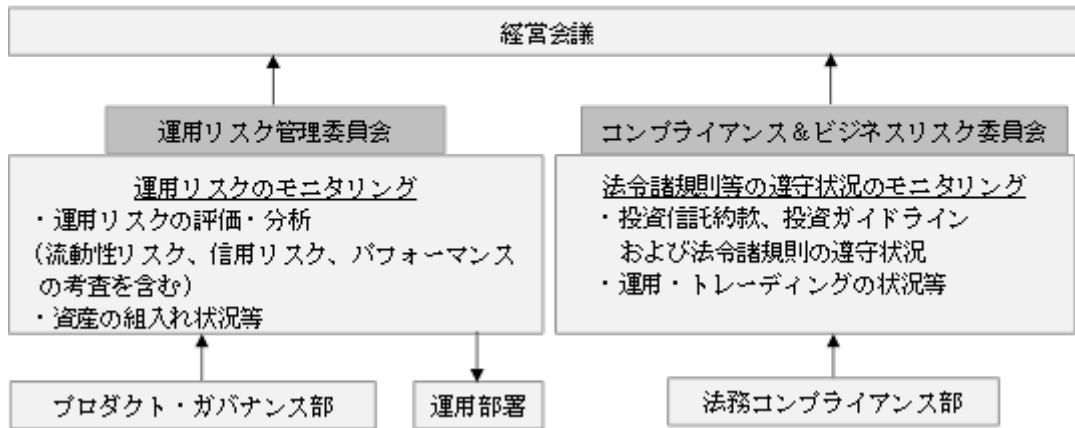 経営会議
運用リスク管理委員会
運用リスクのモニタリング
・運用リスクの評価・分析
(流動性リスク、信用リスク、パフォーマンス
の考査を含む)
・資産の組入れ状況等
プロダクト・ガバナンス部
運用部署
コンプライアンス&ビジネスリスク委員会
法令諸規則等の遵守状況のモニタリング
・投資信託約款、投資ガイドライン
および法令諸規則の遵守状況
・運用・トレーディングの状況等
法務コンプライアンス部